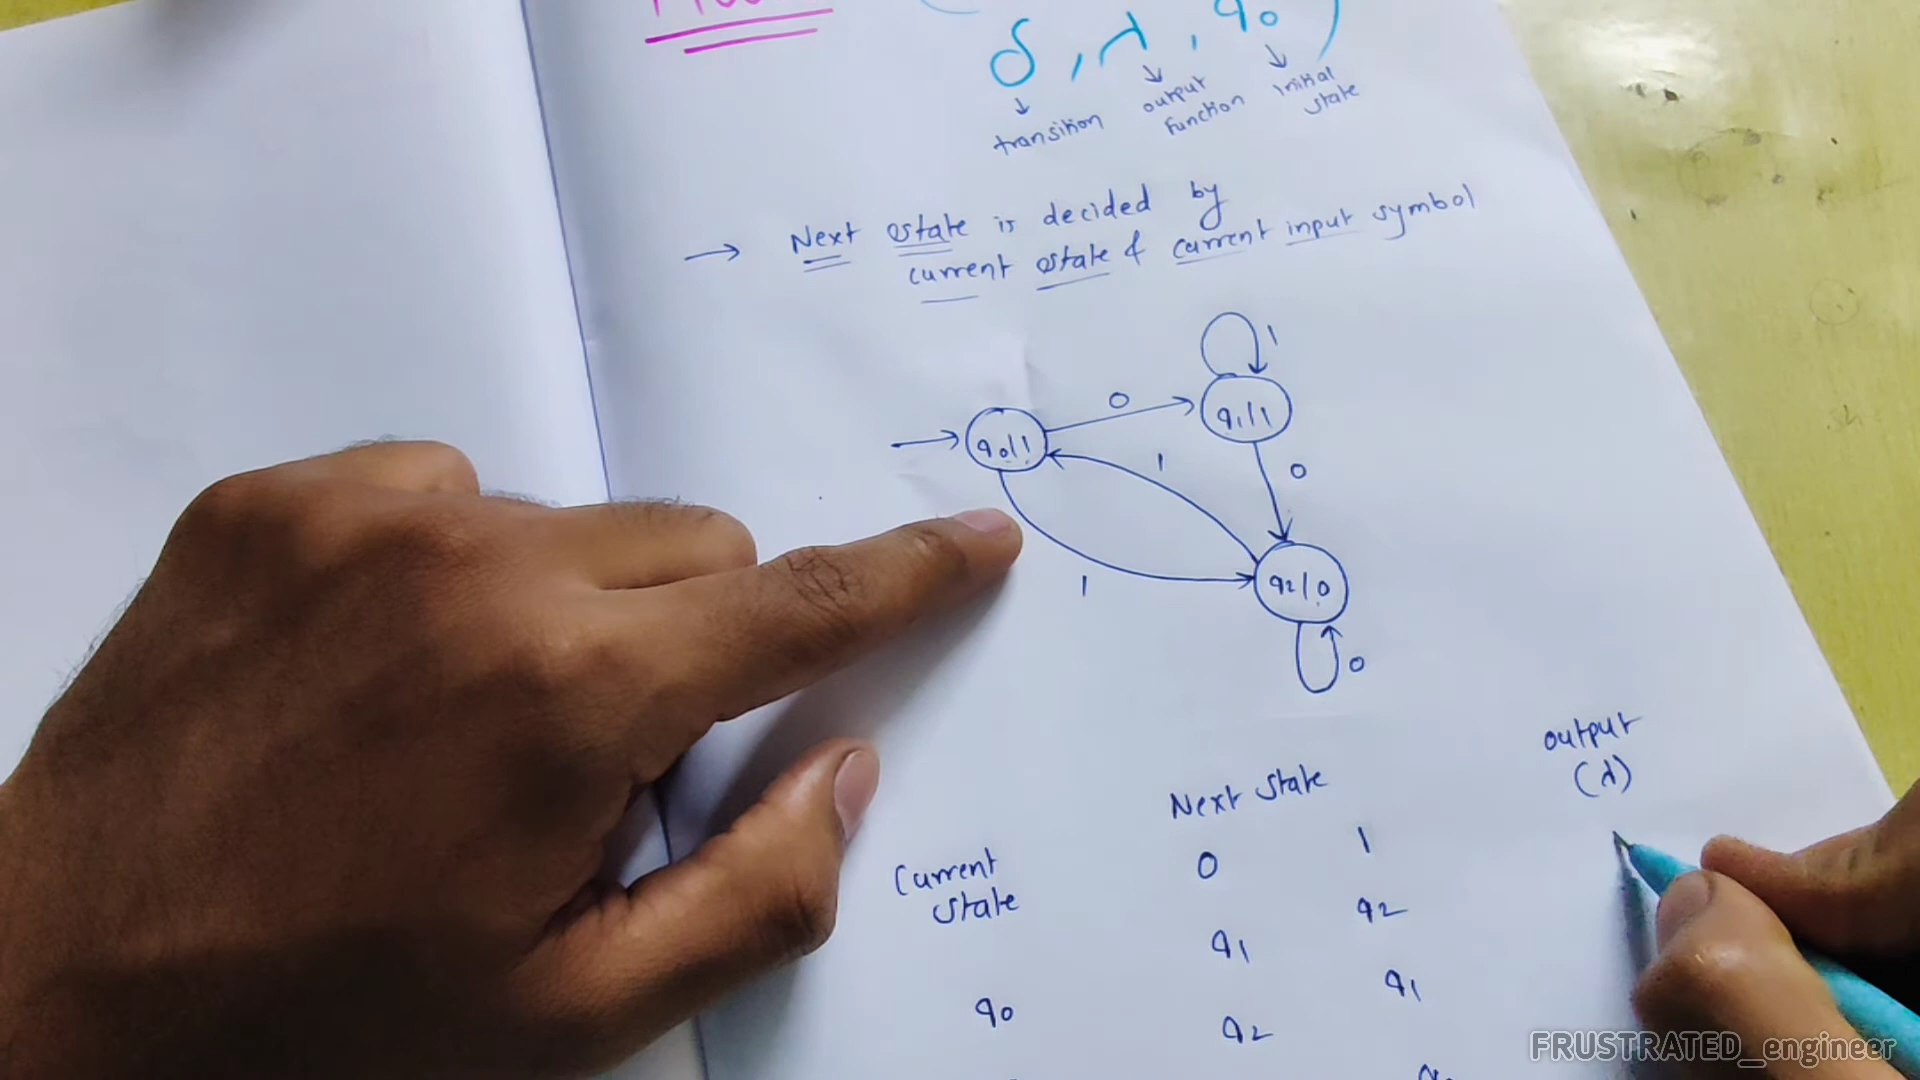 δ, λ, q0)
transition
output function
initial state
→ Next state is decided by
current state & current input symbol
1
0
q0/1
q1/1
1
0
1
q2/0
0
output
(λ)
Next state
Current state
0 1
q1 q2
q0
q2 q1
FRUSTRATED_engineer